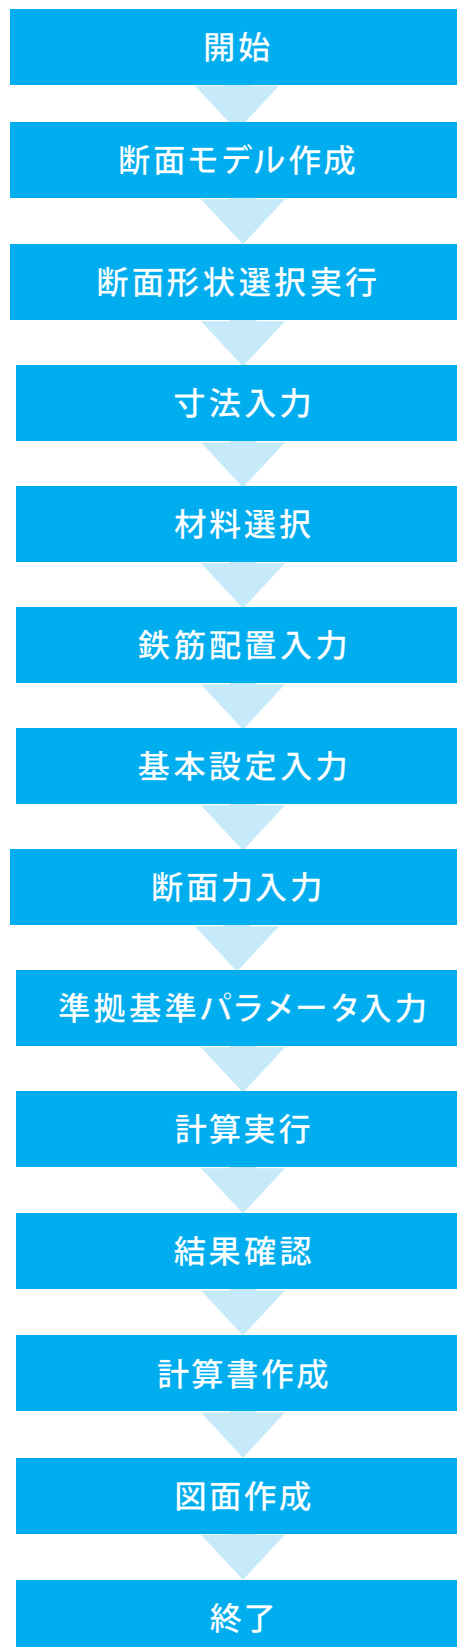 開始
断面モデル作成
断面形状選択実行
寸法入力
材料選択
鉄筋配置入力
基本設定入力
断面力入力
準拠基準パラメータ入力
計算実行
結果確認
計算書作成
図面作成
終了